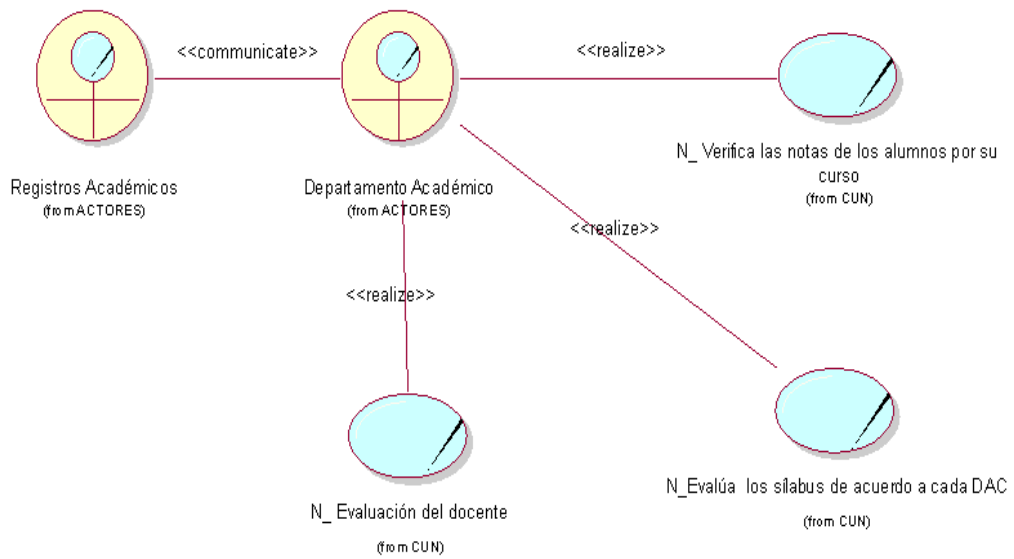 <<communicate>>
<<realize>>
Registros Académicos
(from ACTORES)
Departamento Académico
(from ACTORES)
N_ Verifica las notas de los alumnos por su
curso
(from CUN)
<<realize>>
<<realize>>
N_ Evaluación del docente
(from CUN)
N_Evalúa los sílabus de acuerdo a cada DAC
(from CUN)